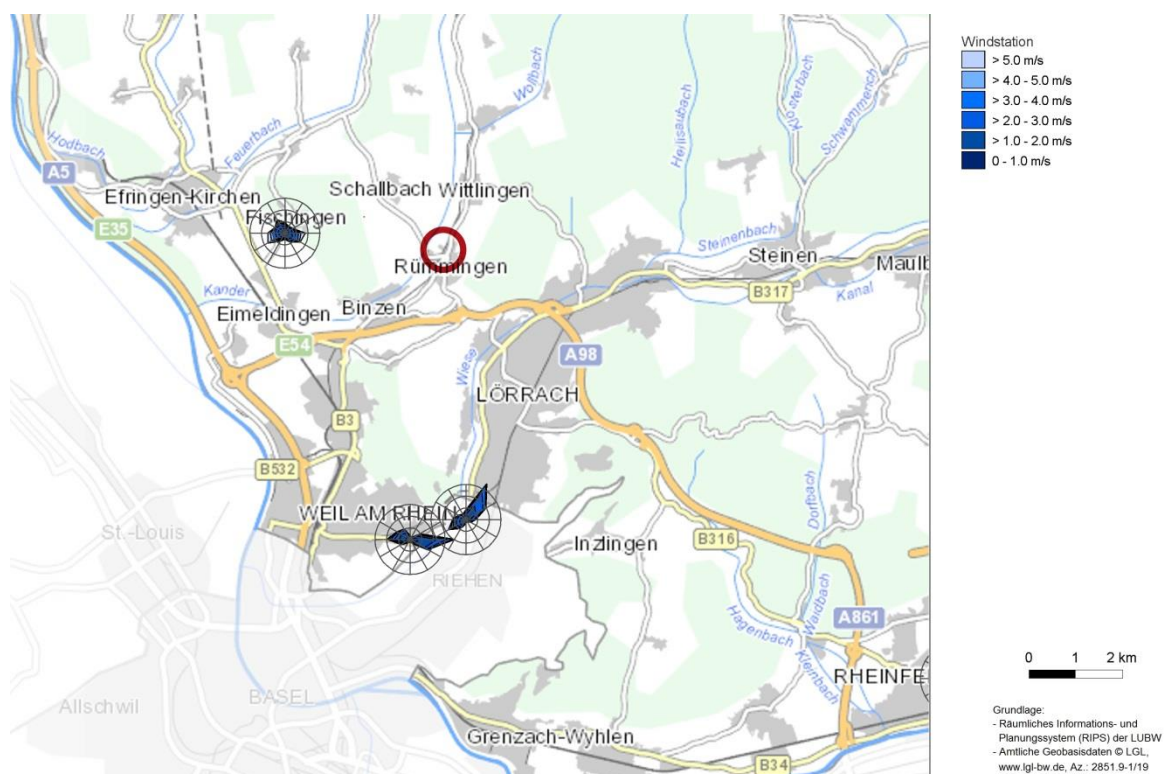 Windstation
> 5.0 m/s
> 4.0 - 5.0 m/s
> 3.0 - 4.0 m/s
> 2.0 - 3.0 m/s
> 1.0 - 2.0 m/s
0 - 1.0 m/s
Wollbach
Klosterbach
Schwammerich
Heilisaubach
Hodbach
Feuerbach
A5
Efringen-Kirchen
Schallbach
Wittlingen
Fischingen
E35
Steinenbach
Steinen
Maulb
Rümmingen
B317
Kanal
Kander
Eimeldingen
Binzen
E54
Wiese
A98
LÖRRACH
B3
B532
WEIL AM RHEIN
St.-Louis
Inzlingen
B316
Dorfbach
RIEHEN
Waidbach
Hagenbach
Kleinbach
A861
RHEINFE
BASEL
Allschwil
Grenzach-Wyhlen
B34
0 1 2 km
Grundlage:
- Räumliches Informations- und
Planungssystem (RIPS) der LUBW
- Amtliche Geobasisdaten © LGL,
www.lgl-bw.de, Az.: 2851.9-1/19